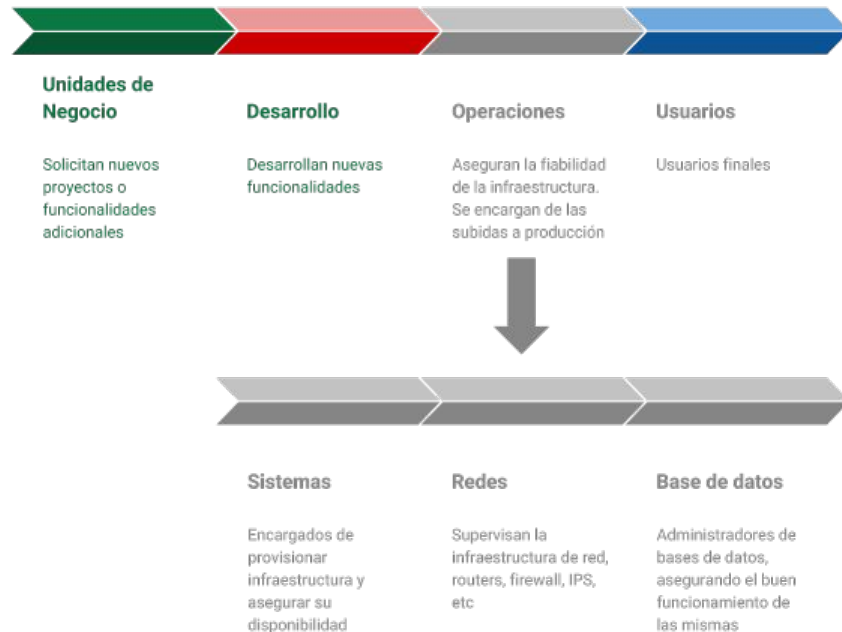 Unidades de
Negocio
Solicitan nuevos
proyectos o
funcionalidades
adicionales
Desarrollo
Desarrollan nuevas
funcionalidades
Operaciones
Aseguran la fiabilidad
de la infraestructura.
Se encargan de las
subidas a producción
Usuarios
Usuarios finales
Sistemas
Encargados de
provisionar
infraestructura y
asegurar su
disponibilidad
Redes
Supervisan la
infraestructura de red,
routers, firewall, IPS,
etc
Base de datos
Administradores de
bases de datos,
asegurando el buen
funcionamiento de
las mismas